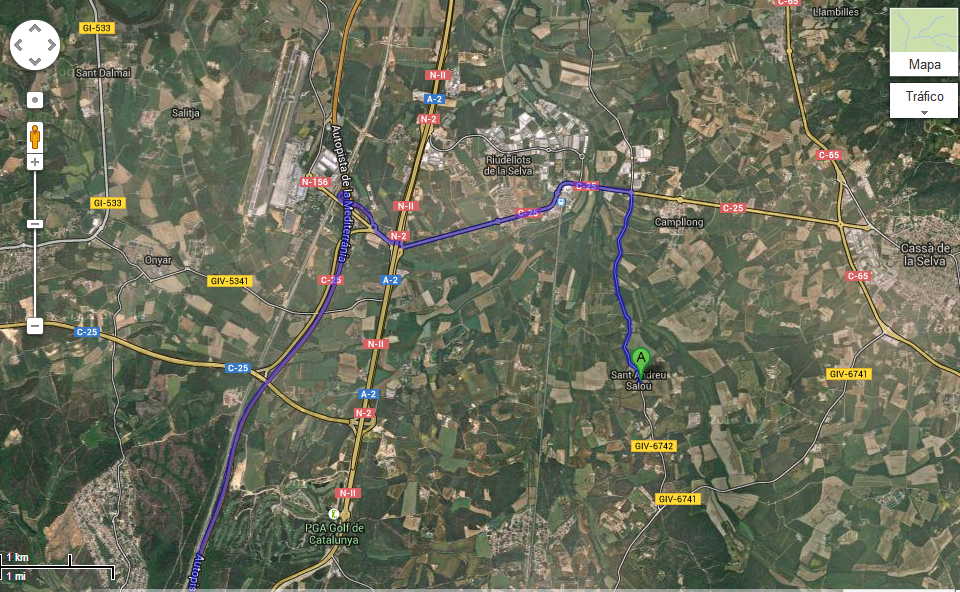 C-65
Llambilles
GI-533
Mapa
Sant Dalmai
N-II
A-2
Tráfico
Salitja
N-2
Autopista de la Mediterrània
C-65
Riudellots
de la Selva
N-156
C-25
GI-533
N-II
C-25
C-25
Campllong
N-2
Cassà de
la Selva
Onyar
GIV-5341
C-25
A-2
C-65
C-25
N-II
A
C-25
Sant Andreu
Salou
GIV-6741
A-2
N-2
GIV-6742
N-II
GIV-6741
PGA Golf de
Catalunya
1 km
1 mi